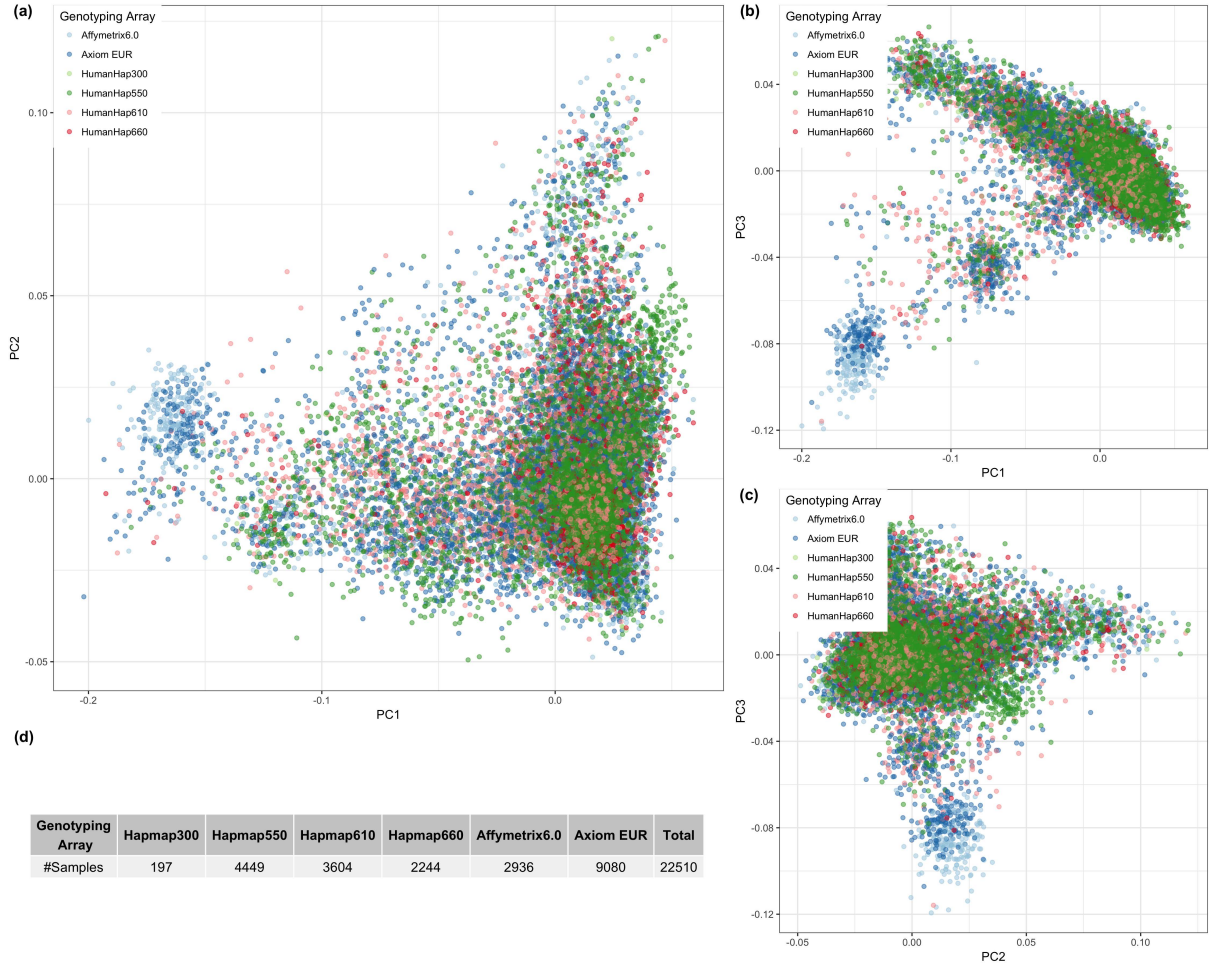 (a)
Genotyping Array
Affymetrix6.0
Axiom EUR
HumanHap300
HumanHap550
HumanHap610
HumanHap660
0.10
0.05
0.00
-0.05
PC2
-0.2
-0.1
0.0
PC1
(b)
Genotyping Array
Affymetrix6.0
Axiom EUR
HumanHap300
HumanHap550
HumanHap610
HumanHap660
0.04
0.00
-0.04
-0.08
-0.12
PC3
-0.2
-0.1
0.0
PC1
(c)
Genotyping Array
Affymetrix6.0
Axiom EUR
HumanHap300
HumanHap550
HumanHap610
HumanHap660
0.04
0.00
-0.04
-0.08
-0.12
PC3
-0.05
0.00
0.05
0.10
PC2
(d)
Genotyping Array Hapmap300 Hapmap550 Hapmap610 Hapmap660 Affymetrix6.0 Axiom EUR Total
#Samples 197 4449 3604 2244 2936 9080 22510